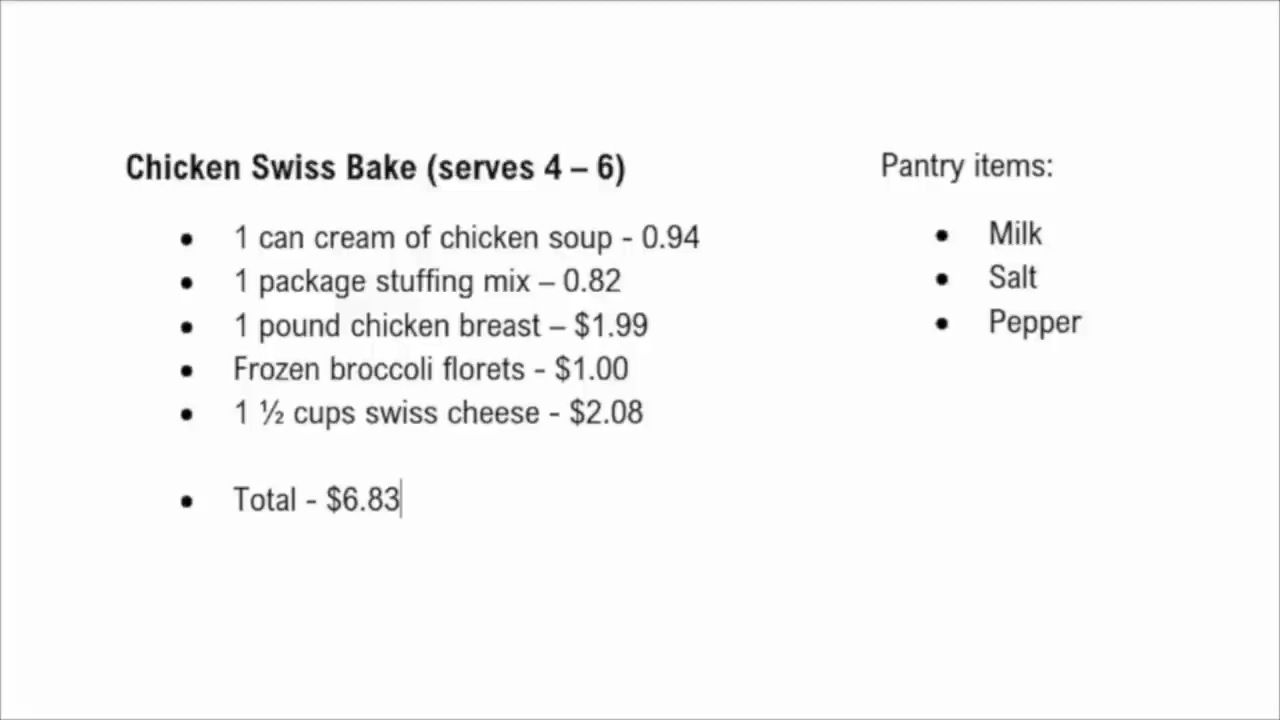 Chicken Swiss Bake (serves 4 – 6)
• 1 can cream of chicken soup - 0.94
• 1 package stuffing mix – 0.82
• 1 pound chicken breast – $1.99
• Frozen broccoli florets - $1.00
• 1 ½ cups swiss cheese - $2.08
• Total - $6.83
Pantry items:
• Milk
• Salt
• Pepper